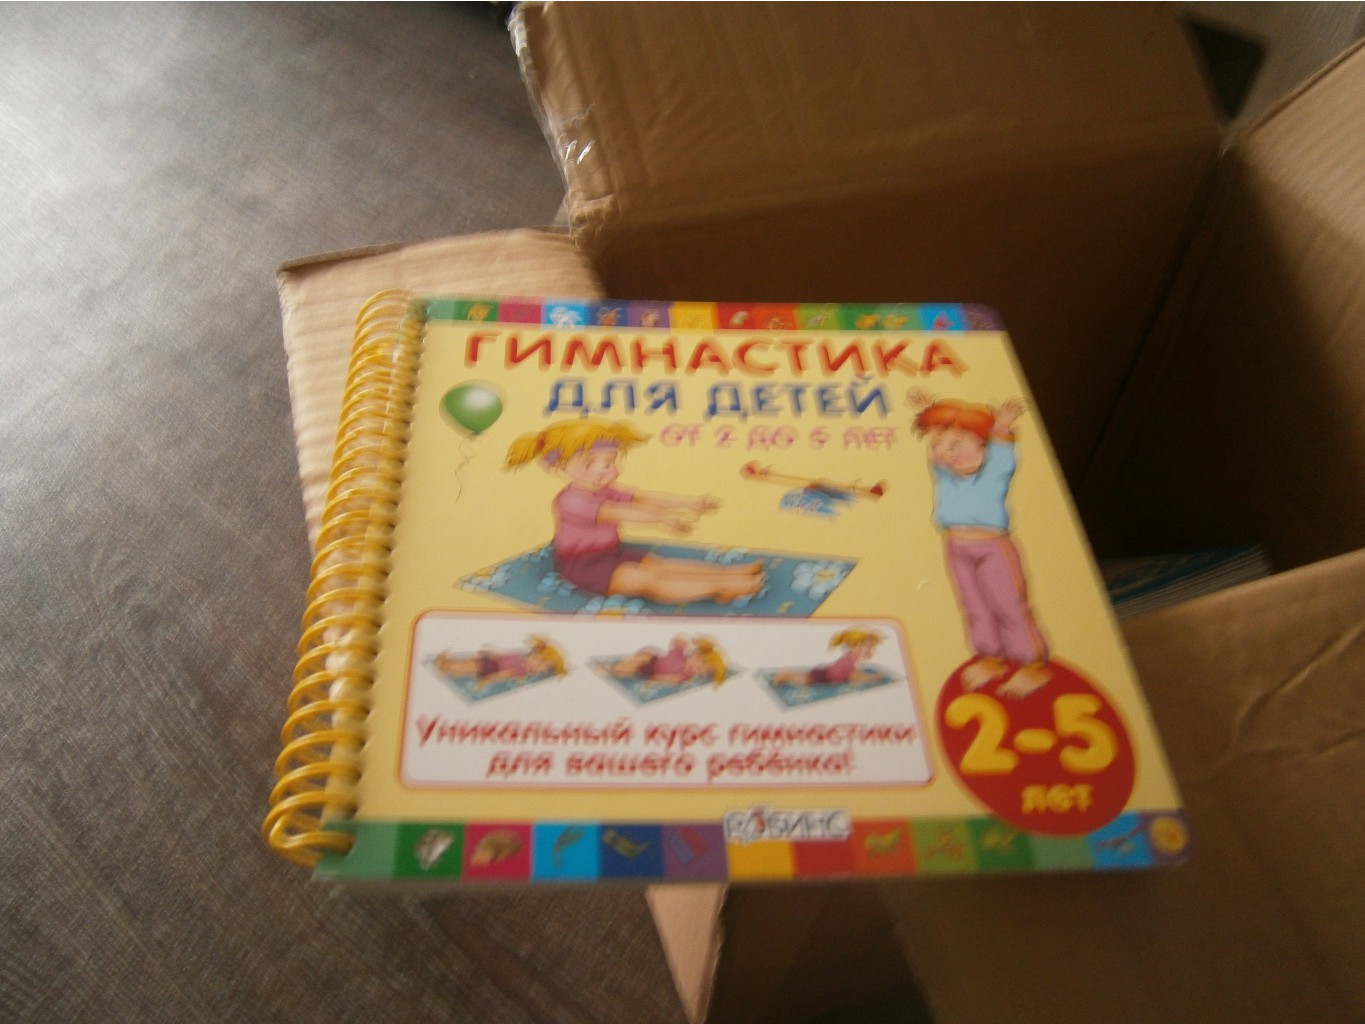 ГИМНАСТИКА
ДЛЯ ДЕТЕЙ
ОТ 2 ДО 5 ЛЕТ
Уникальный курс гимнастики
для вашего ребёнка!
2-5
лет
РОБИНС